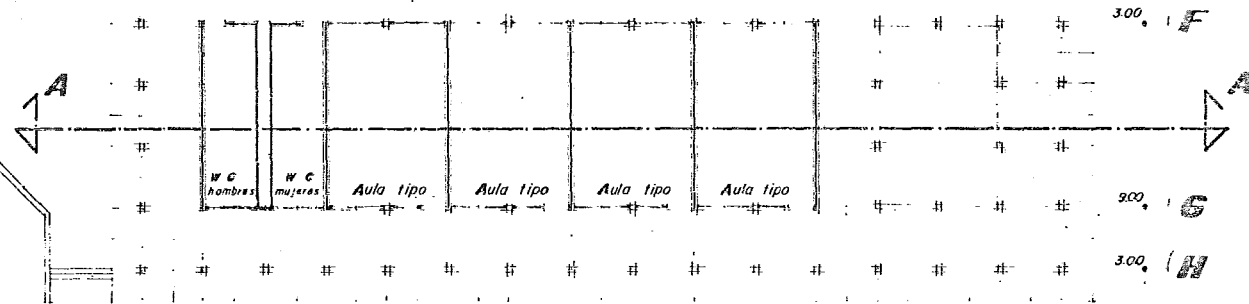 3.00 F
A A
W C hombres W C mujeres Aula tipo Aula tipo Aula tipo Aula tipo
9.00 G
3.00 H